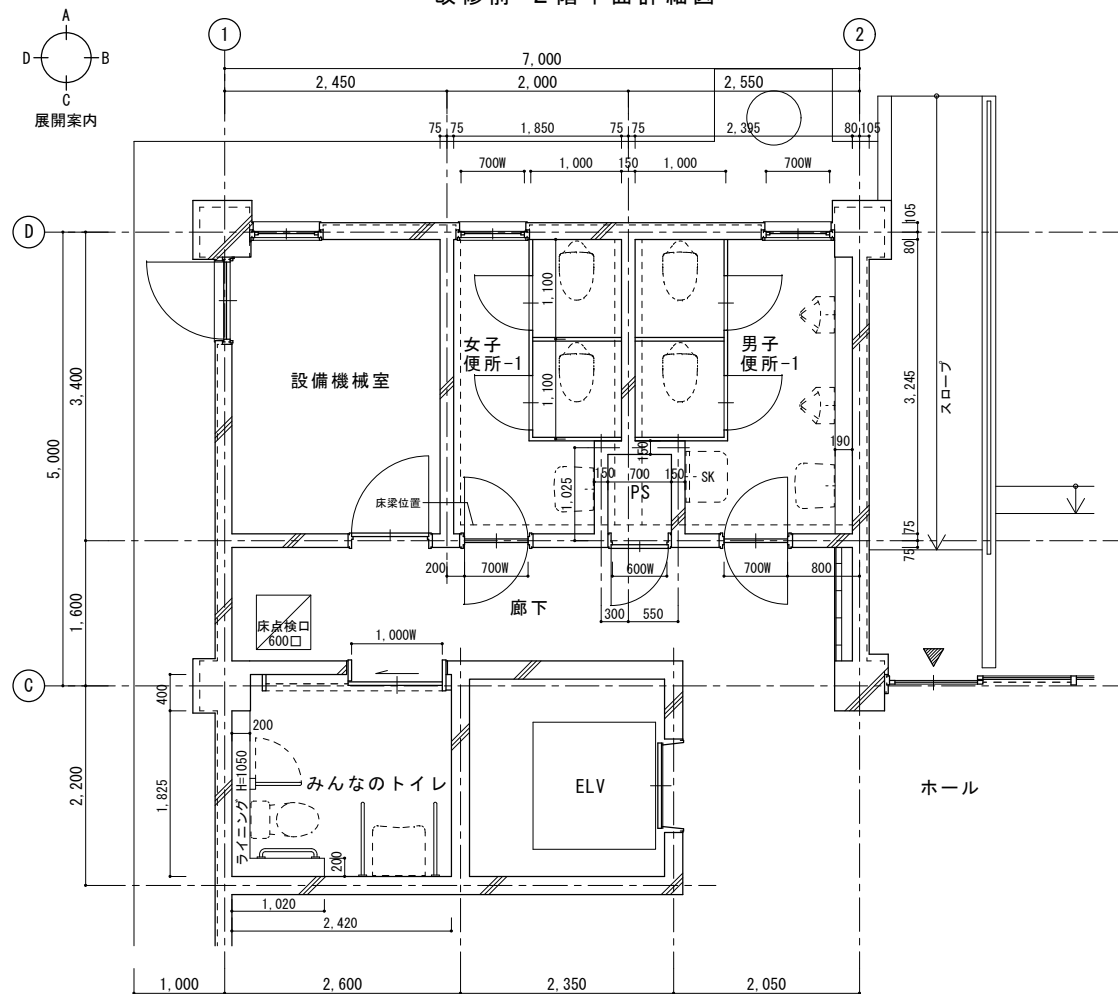 改修前 2階平面詳細図
A
D
B
C
展開案内
1
2
7,000
2,450
2,000
2,550
75
75
1,850
75
75
2,395
80
105
700W
1,000
150
1,000
700W
D
105
80
1,100
女子
便所-1
男子
便所-1
設備機械室
3,400
1,100
3,245
スロープ
5,000
190
150
1,025
150
700
150
SK
PS
床梁位置
75
75
200
700W
600W
700W
800
廊下
300
550
1,600
床点検口
600□
1,000W
C
400
200
みんなのトイレ
ELV
ホール
2,200
1,825
ライニング H=1050
200
1,020
2,420
1,000
2,600
2,350
2,050